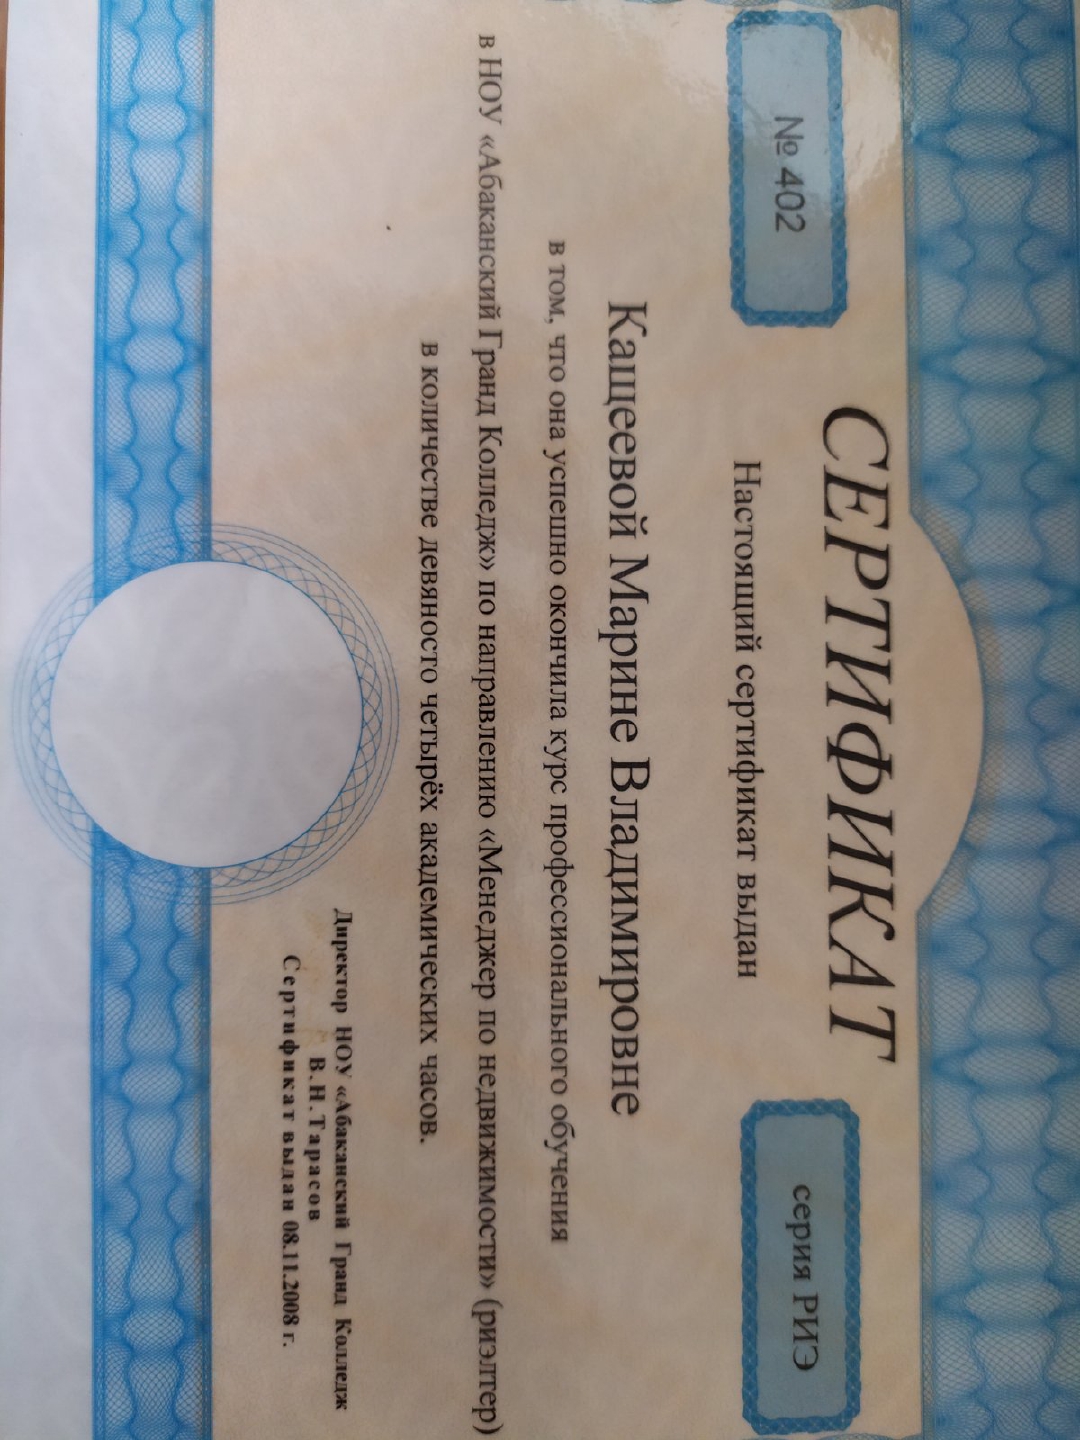 № 402
серия РИЭ
СЕРТИФИКАТ
Настоящий сертификат выдан
Кащеевой Марине Владимировне
в том, что она успешно окончила курс профессионального обучения
в НОУ «Абаканский Гранд Колледж» по направлению «Менеджер по недвижимости» (риэлтер)
в количестве девяносто четырёх академических часов.
Директор НОУ «Абаканский Гранд Колледж
В.Н.Тарасов
Сертификат выдан 08.11.2008 г.